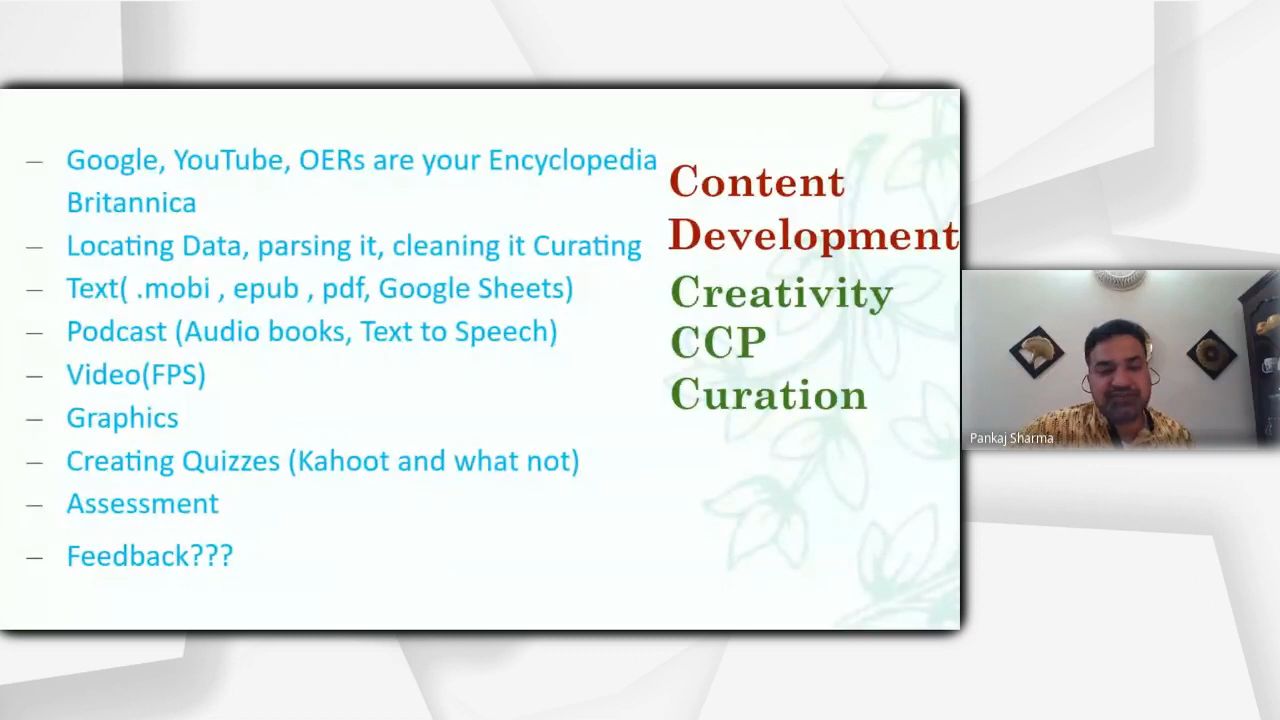 Google, YouTube, OERs are your Encyclopedia
Britannica
Locating Data, parsing it, cleaning it Curating
Text( .mobi , epub , pdf, Google Sheets)
Podcast (Audio books, Text to Speech)
Video(FPS)
Graphics
Creating Quizzes (Kahoot and what not)
Assessment
Feedback???
Content
Development
Creativity
CCP
Curation
Pankaj Sharma